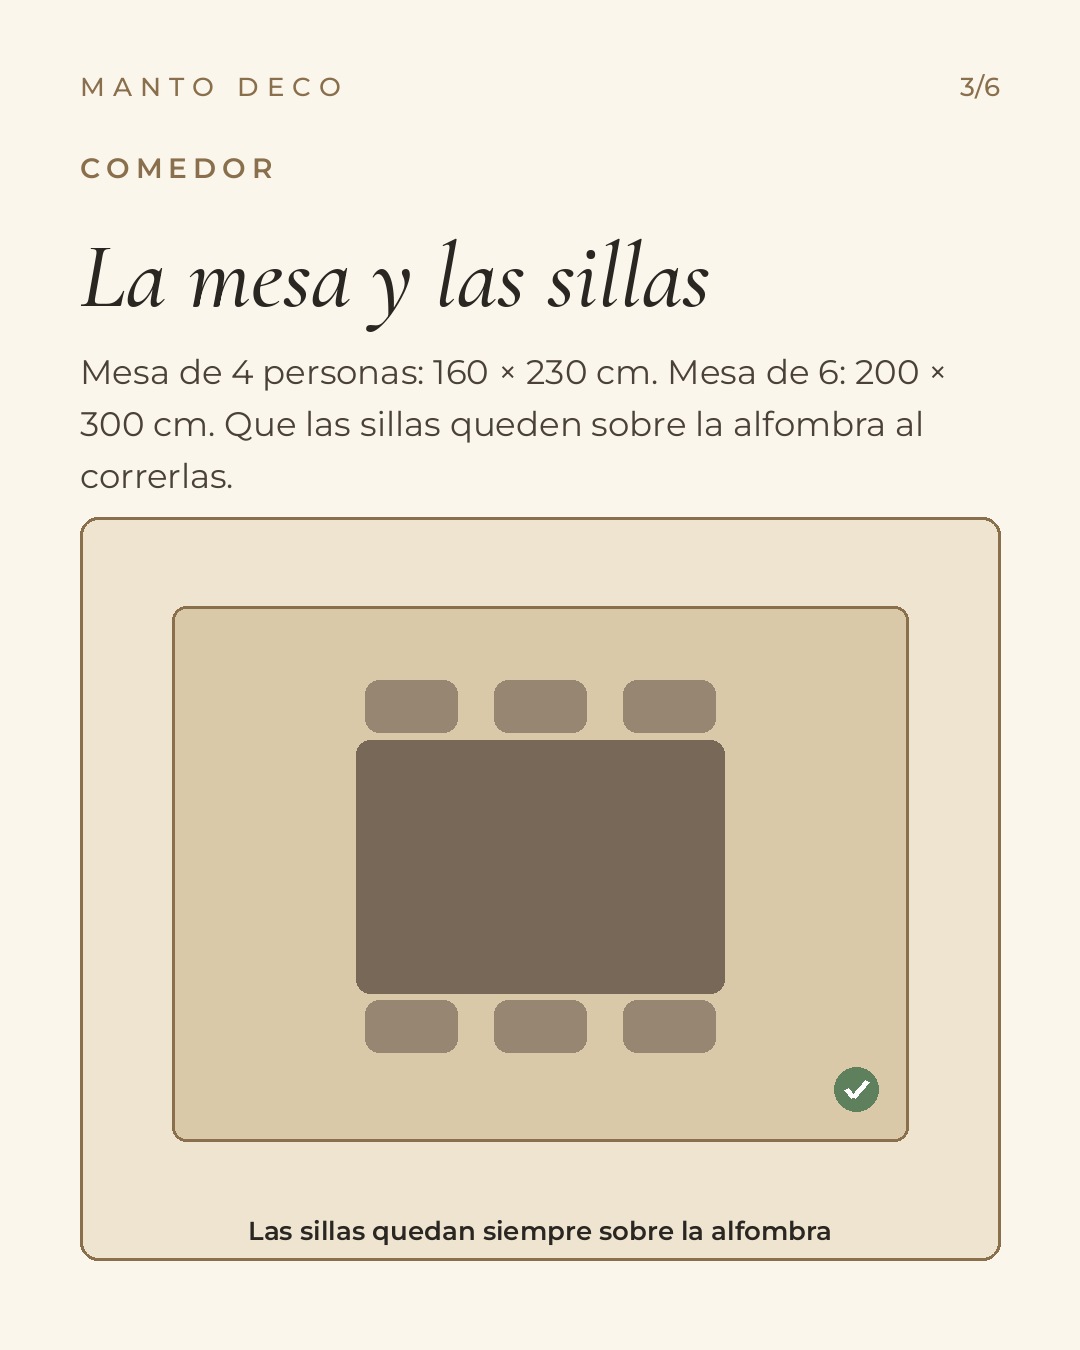 MANTO DECO
3/6
COMEDOR
La mesa y las sillas
Mesa de 4 personas: 160 × 230 cm. Mesa de 6: 200 ×
300 cm. Que las sillas queden sobre la alfombra al
correrlas.
Las sillas quedan siempre sobre la alfombra